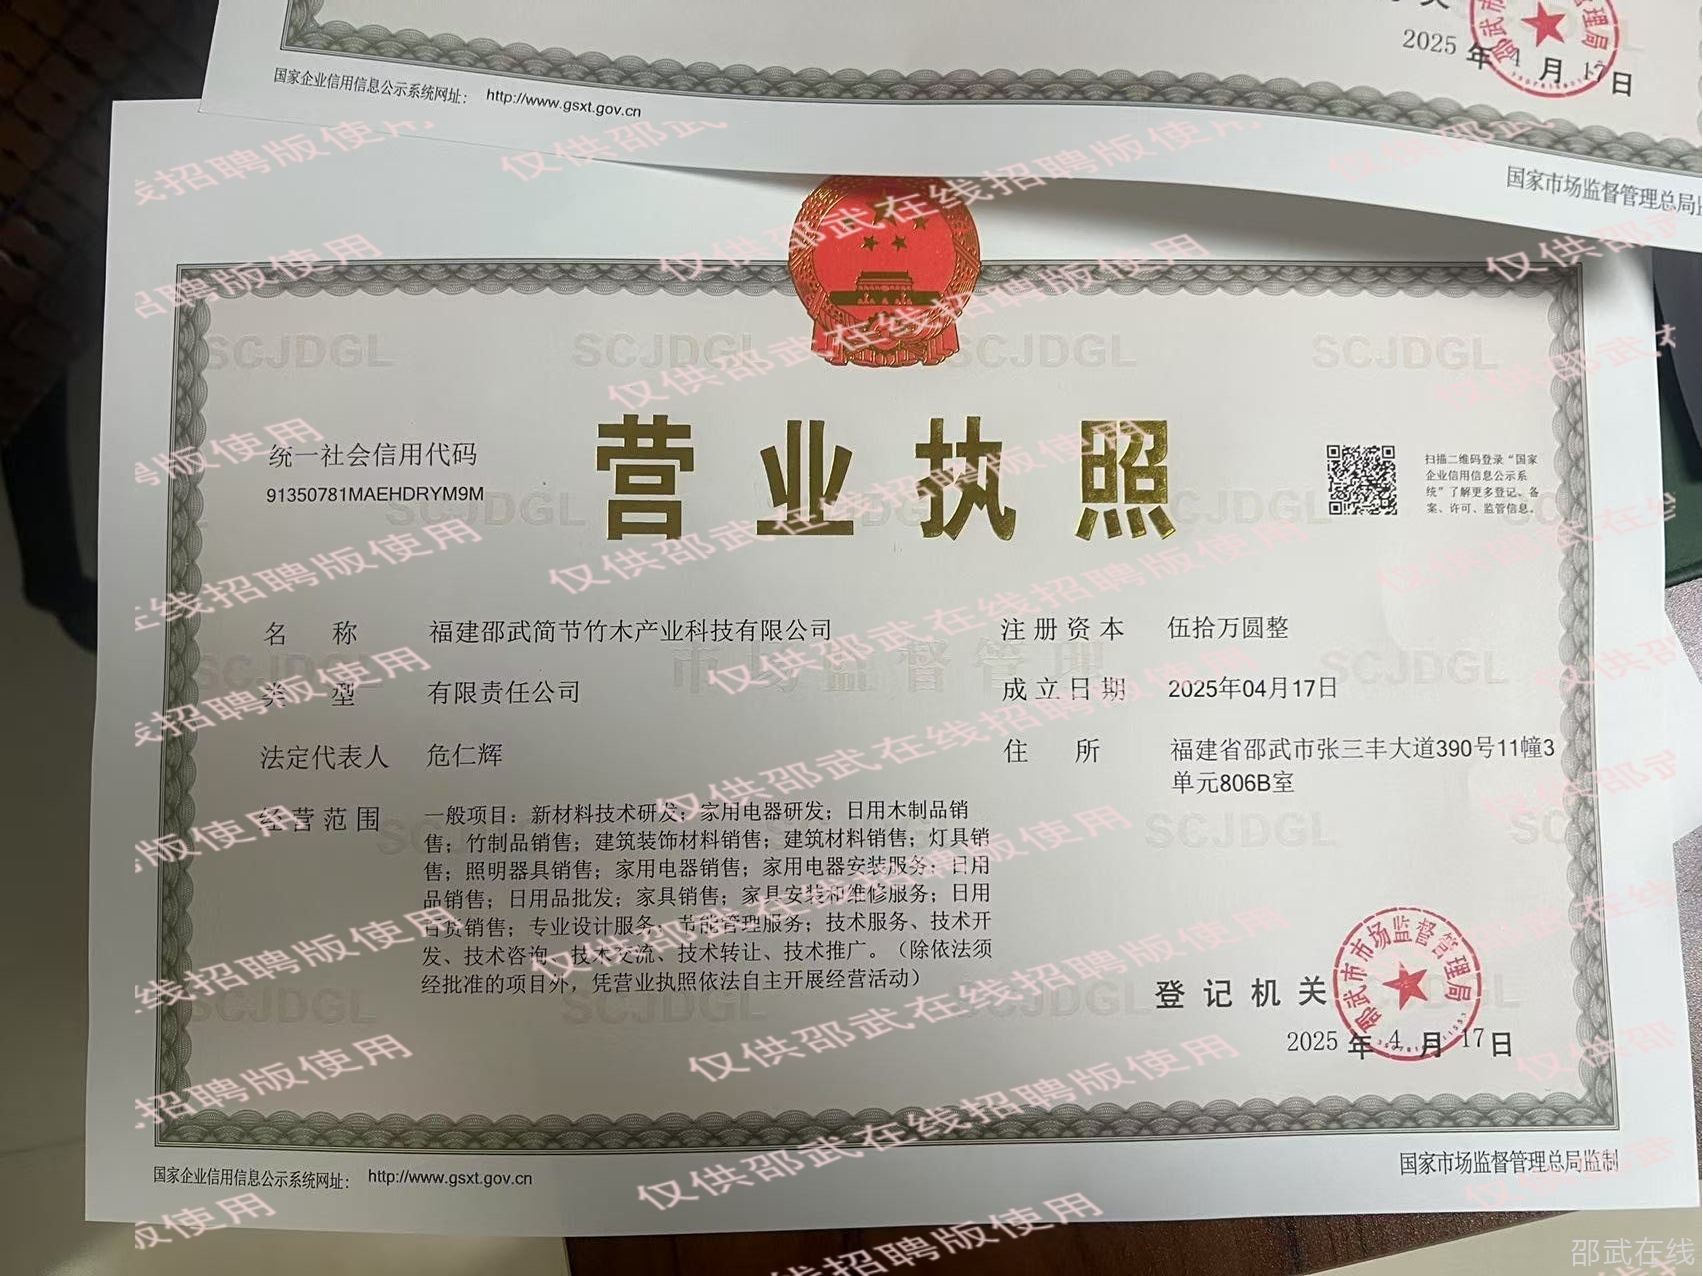 2025 年 4 月 17 日
国家企业信用信息公示系统网址： http://www.gsxt.gov.cn
国家市场监督管理总局
营业执照
统一社会信用代码
91350781MAEHDRYM9M
扫描二维码登录“国家
企业信用信息公示系
统”了解更多登记、备
案、许可、监管信息。
名 称 福建邵武简节竹木产业科技有限公司
类 型 有限责任公司
法定代表人 危仁辉
经营范围 一般项目：新材料技术研发；家用电器研发；日用木制品销
售；竹制品销售；建筑装饰材料销售；建筑材料销售；灯具销
售；照明器具销售；家用电器销售；家用电器安装服务；日用
品销售；日用品批发；家具销售；家具安装和维修服务；日用
百货销售；专业设计服务；节能管理服务；技术服务、技术开
发、技术咨询、技术交流、技术转让、技术推广。（除依法须
经批准的项目外，凭营业执照依法自主开展经营活动）
注册资本 伍拾万圆整
成立日期 2025年04月17日
住 所 福建省邵武市张三丰大道390号11幢3
单元806B室
登记机关
邵武市市场监督管理局
2025 年 4 月 17 日
国家企业信用信息公示系统网址： http://www.gsxt.gov.cn
国家市场监督管理总局监制
仅供邵武在线招聘版使用
SCJDGL
市场监督管理
邵武在线